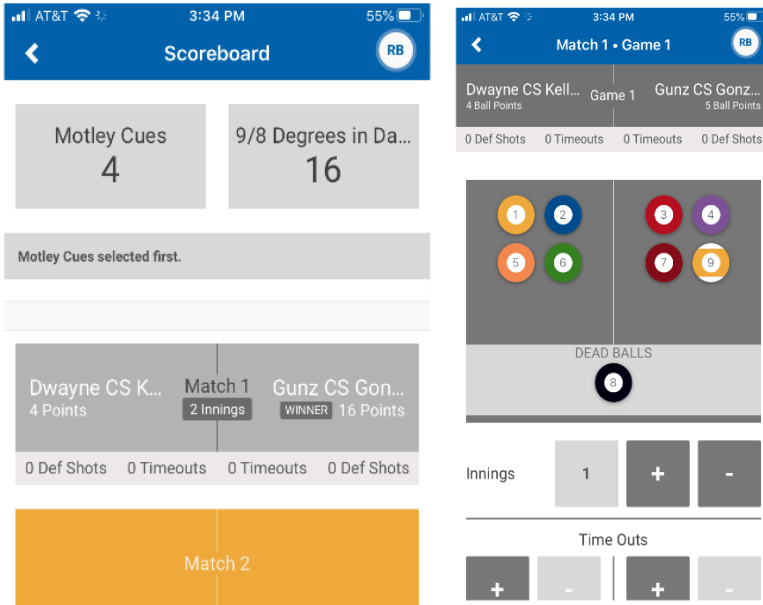 AT&T 3:34 PM 55%
Scoreboard RB
Motley Cues 9/8 Degrees in Da...
4 16
Motley Cues selected first.
Dwayne CS K... Match 1 Gunz CS Gon...
4 Points 2 Innings WINNER 16 Points
0 Def Shots 0 Timeouts 0 Timeouts 0 Def Shots
Match 2
AT&T 3:34 PM 55%
Match 1 • Game 1 RB
Dwayne CS Kell... Game 1 Gunz CS Gonz...
4 Ball Points 5 Ball Points
0 Def Shots 0 Timeouts 0 Timeouts 0 Def Shots
1 2 3 4
5 6 7 9
DEAD BALLS
8
Innings 1 + -
Time Outs
+ - + -